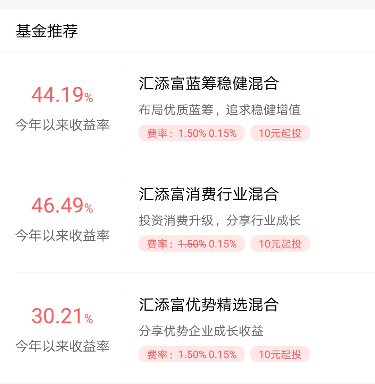 基金推荐
44.19%
今年以来收益率
汇添富蓝筹稳健混合
布局优质蓝筹，追求稳健增值
费率：1.50% 0.15%
10元起投
46.49%
今年以来收益率
汇添富消费行业混合
投资消费升级，分享行业成长
费率：1.50% 0.15%
10元起投
30.21%
今年以来收益率
汇添富优势精选混合
分享优势企业成长收益
费率：1.50% 0.15%
10元起投